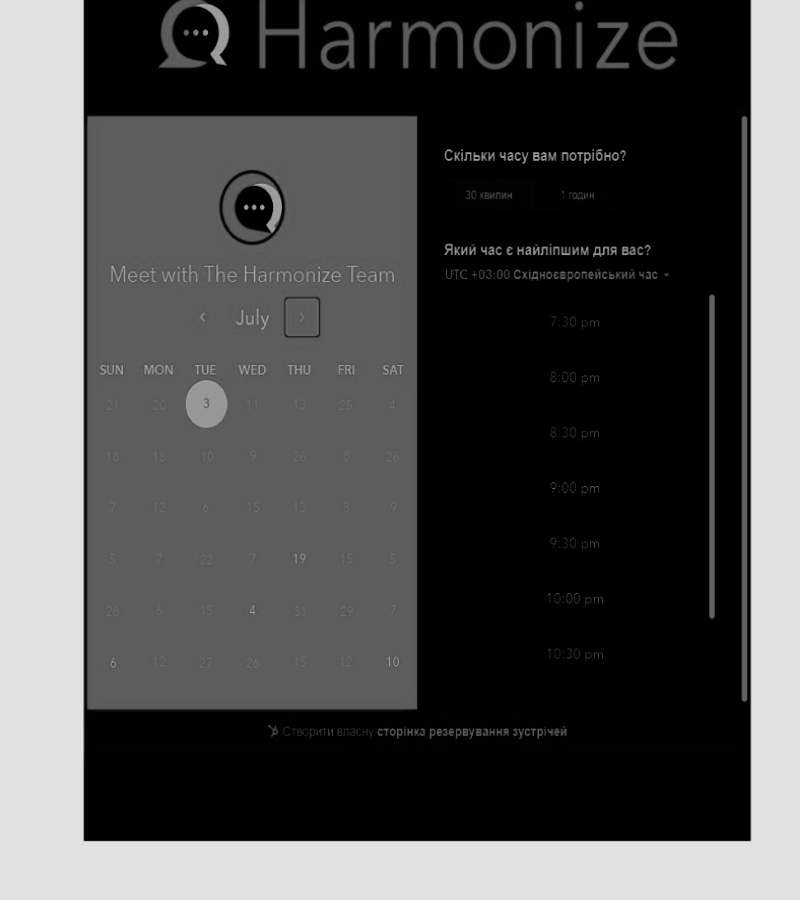 Harmonize
Meet with The Harmonize Team
July
SUN MON TUE WED THU FRI SAT
21 20 3 11 13 25 4
18 18 10 9 28 8 26
7 12 6 15 13 8 9
5 7 22 7 19 15 5
28 6 15 4 31 29 7
6 12 27 26 15 12 10
Скільки часу вам потрібно?
30 хвилин 1 годин
Який час є найліпшим для вас?
UTC +03:00 Східноєвропейський час
7:30 pm
8:00 pm
8:30 pm
9:00 pm
9:30 pm
10:00 pm
10:30 pm
Створити власну сторінка резервування зустрічей